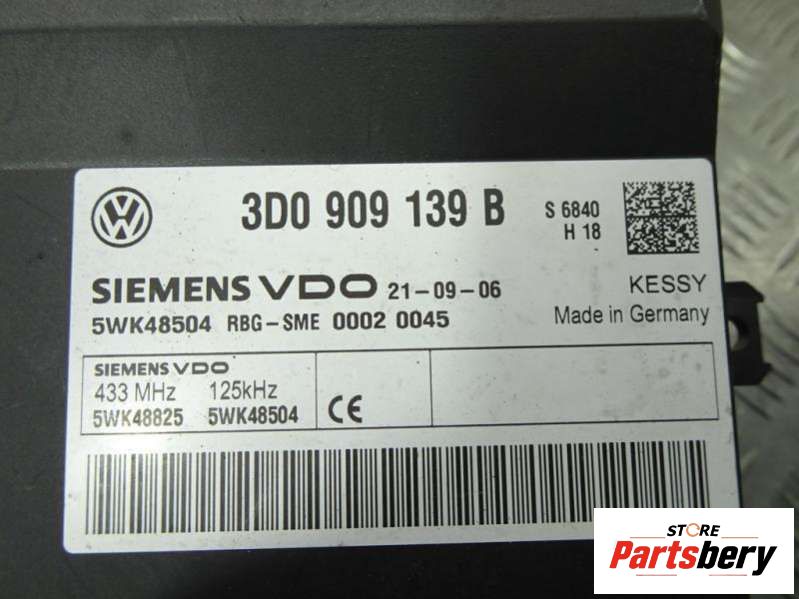 3D0 909 139 B
S 6840
H 18
SIEMENS VDO 21-09-06
KESSY
5WK48504 RBG-SME 0002 0045
Made in Germany
SIEMENS VDO
433 MHz 125kHz
5WK48825 5WK48504
CE
STORE
Partsbery